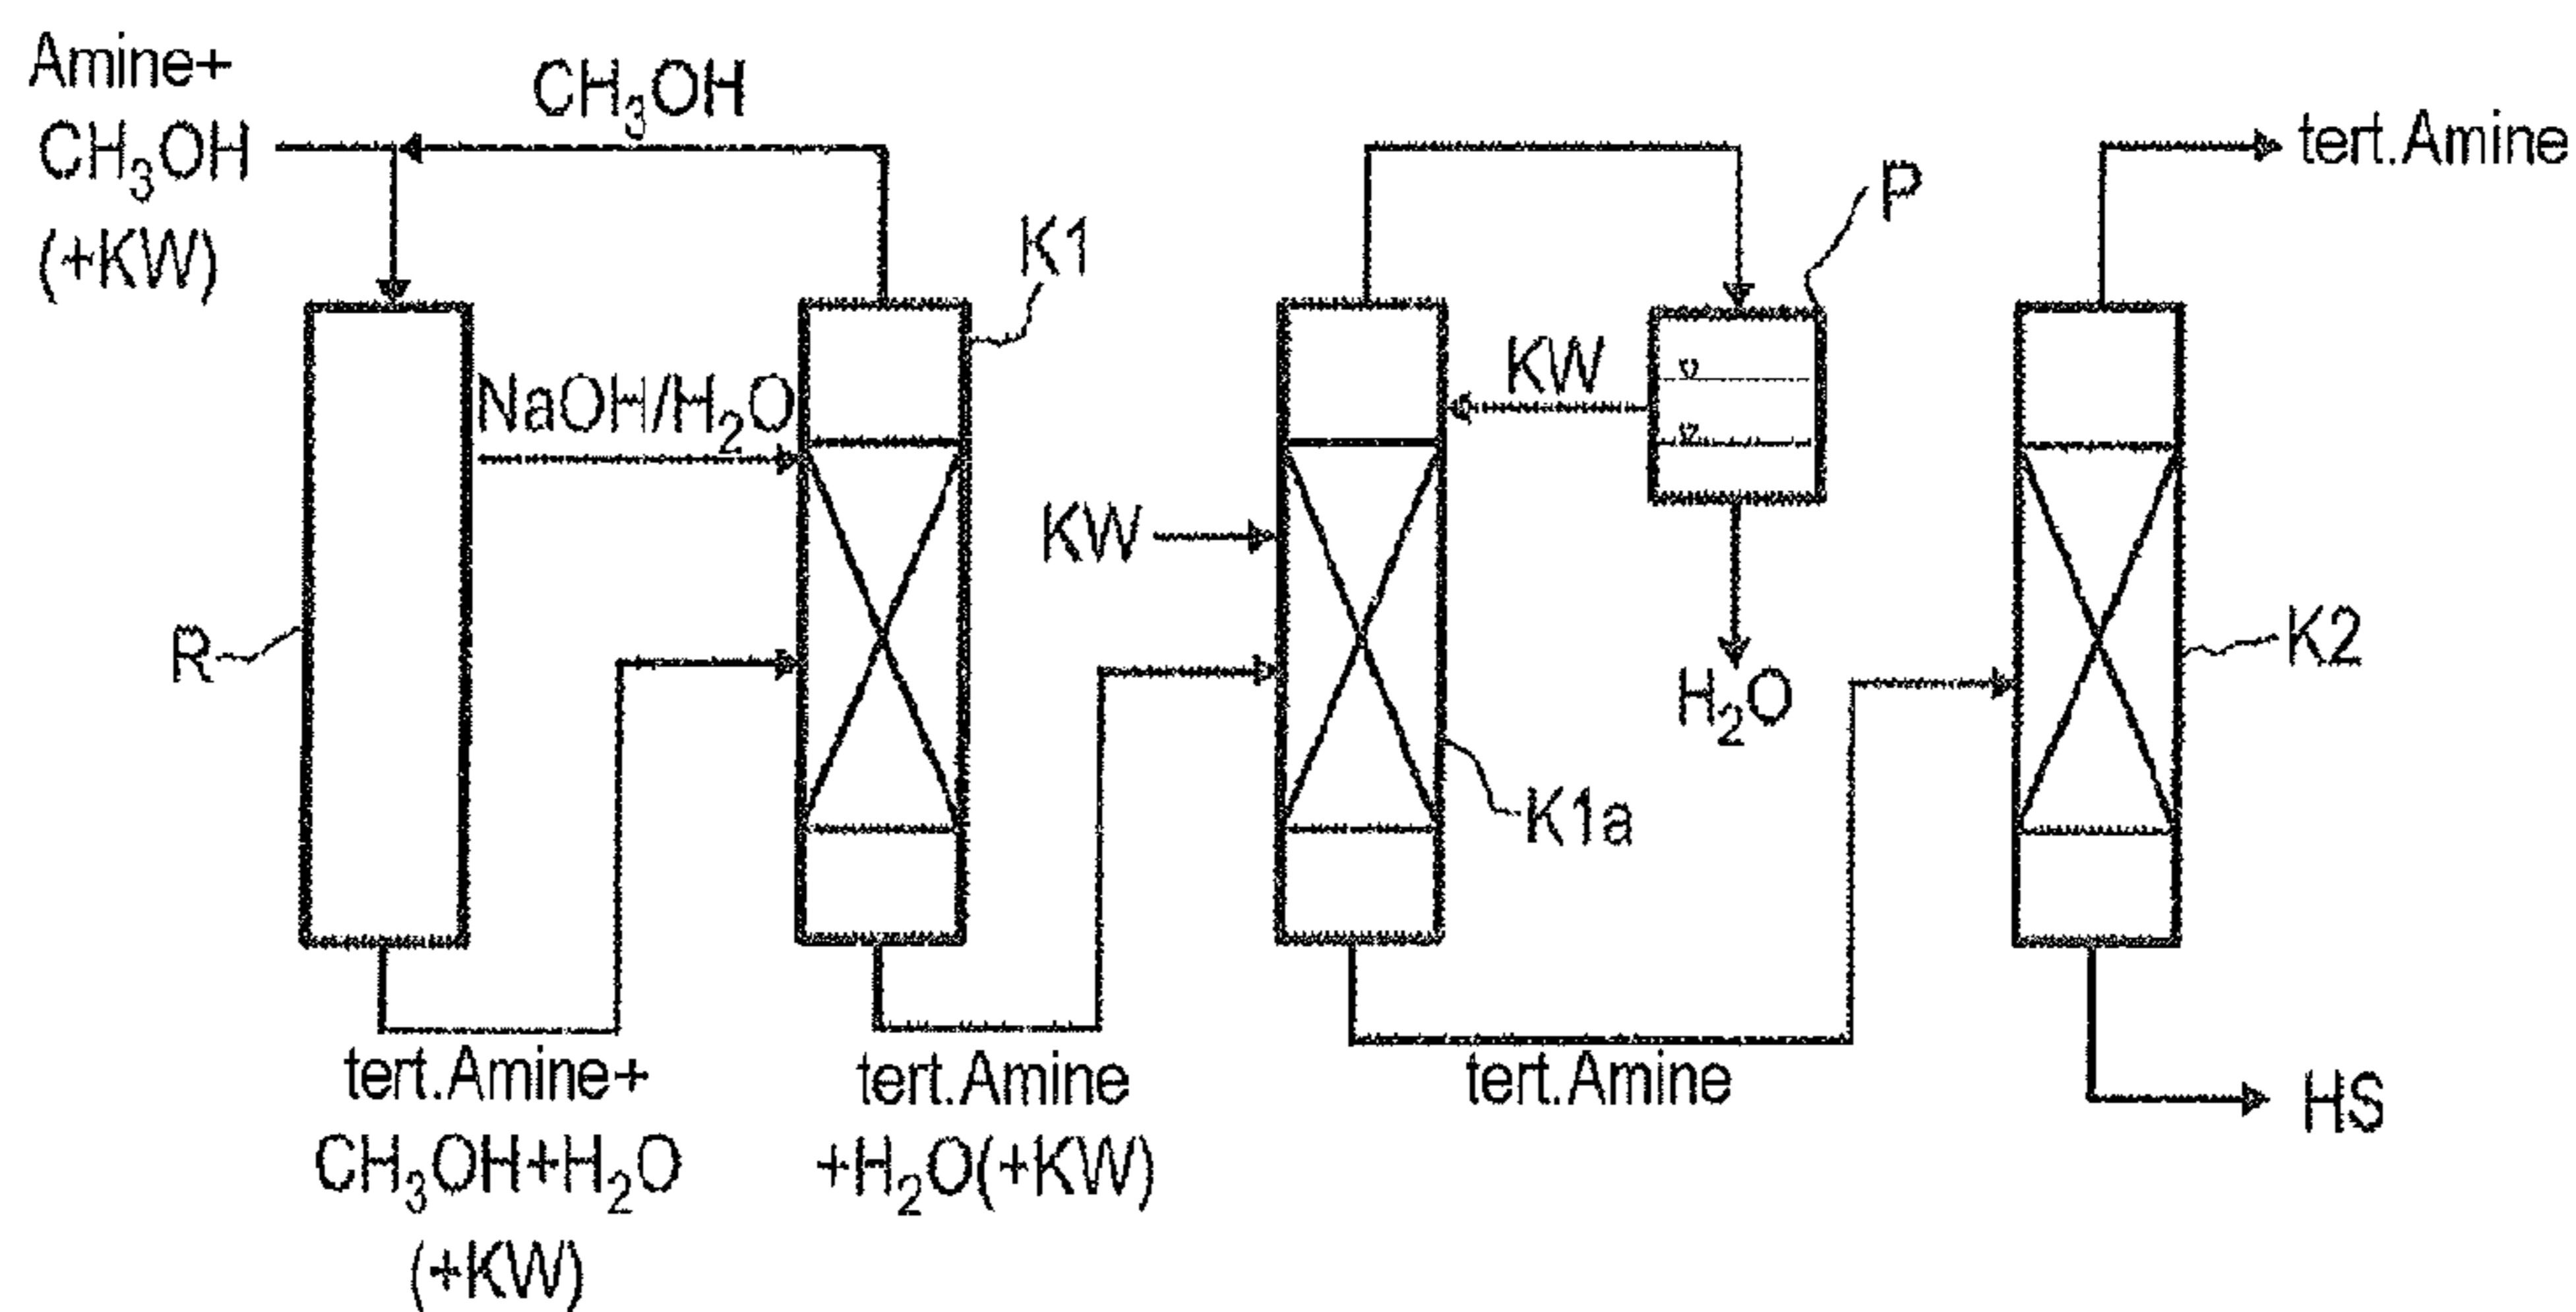 Amine+
CH₃OH
(+KW)
CH₃OH
K1
P
tert.Amine
NaOH/H₂O
KW
KW
R
H₂O
K2
K1a
tert.Amine+
CH₃OH+H₂O
(+KW)
tert.Amine
+H₂O(+KW)
tert.Amine
HS